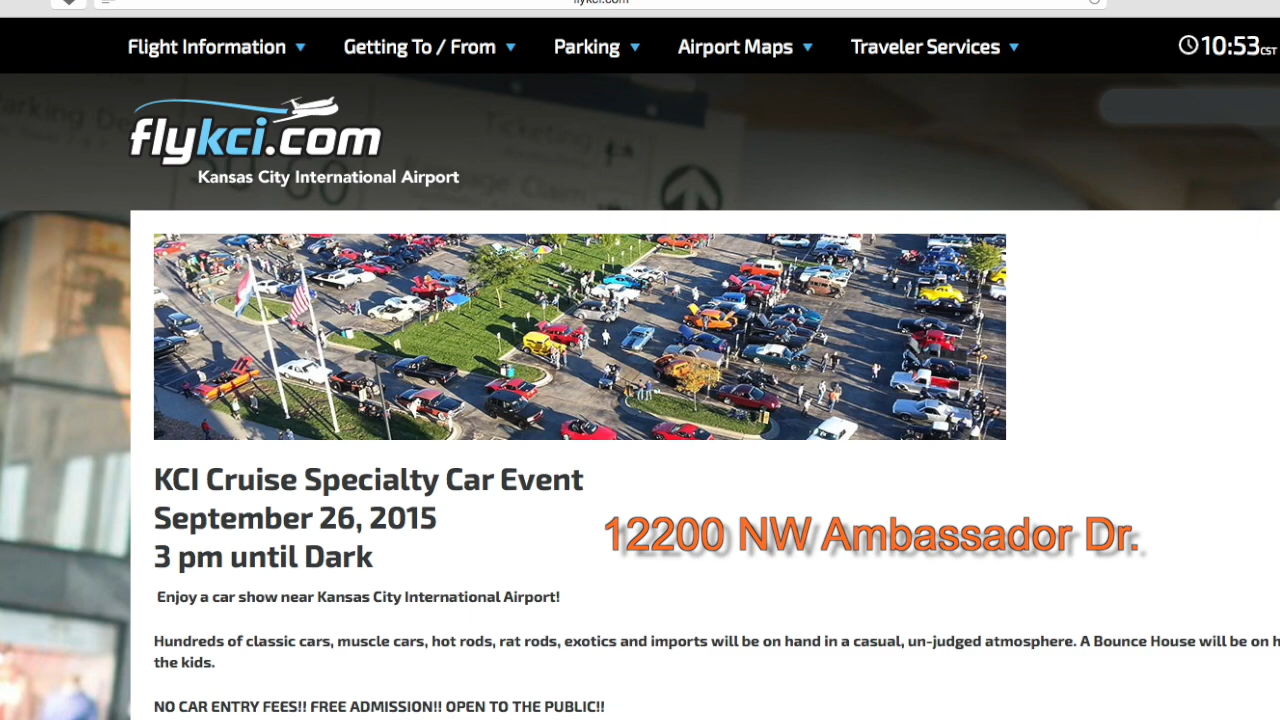 flykci.com
Flight Information Getting To / From Parking Airport Maps Traveler Services 10:53 CST
Parking
Ticketing
Claim
flykci.com
Kansas City International Airport
KCI Cruise Specialty Car Event
September 26, 2015
12200 NW Ambassador Dr.
3 pm until Dark
Enjoy a car show near Kansas City International Airport!
Hundreds of classic cars, muscle cars, hot rods, rat rods, exotics and imports will be on hand in a casual, un-judged atmosphere. A Bounce House will be on
the kids.
NO CAR ENTRY FEES!! FREE ADMISSION!! OPEN TO THE PUBLIC!!